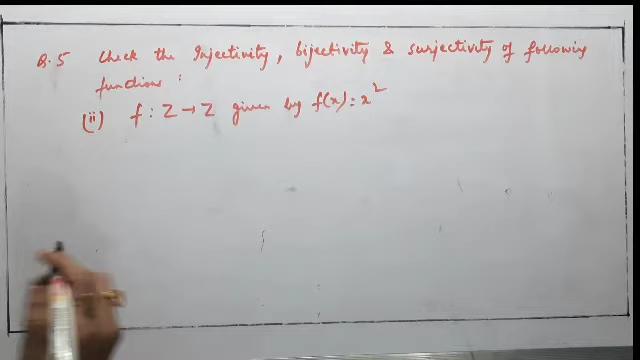 Q.5 Check the Injectivity, bijectivity & surjectivity of following
functions :
(ii) f : Z → Z given by f(x) = x²